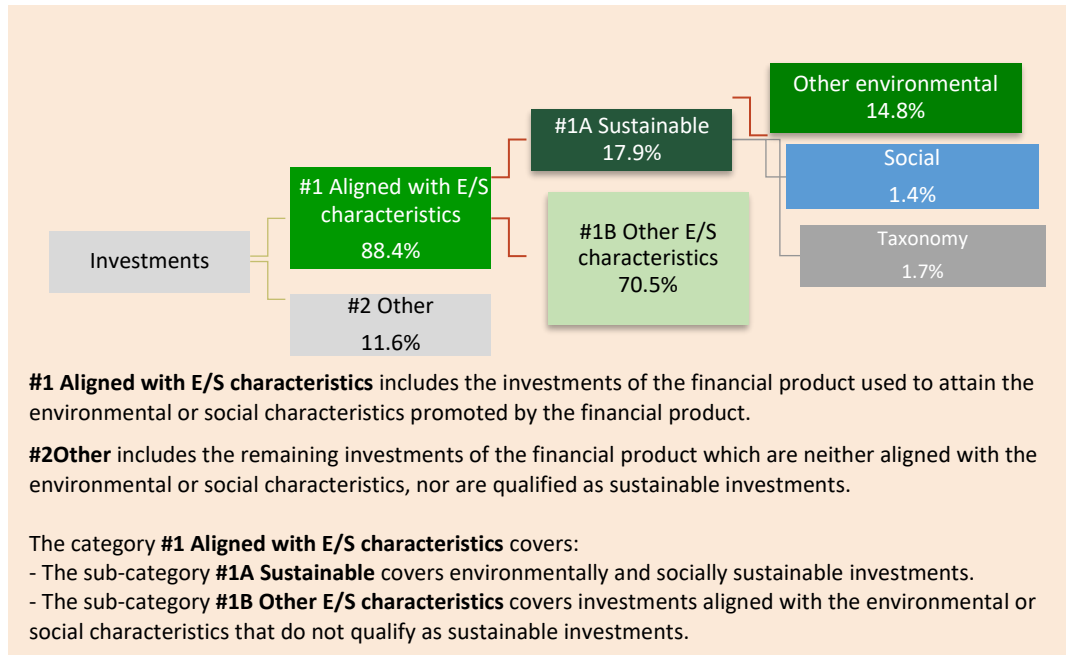 Investments
#1 Aligned with E/S
characteristics
88.4%
#2 Other
11.6%
#1A Sustainable
17.9%
#1B Other E/S
characteristics
70.5%
Other environmental
14.8%
Social
1.4%
Taxonomy
1.7%
#1 Aligned with E/S characteristics includes the investments of the financial product used to attain the
environmental or social characteristics promoted by the financial product.
#2Other includes the remaining investments of the financial product which are neither aligned with the
environmental or social characteristics, nor are qualified as sustainable investments.
The category #1 Aligned with E/S characteristics covers:
- The sub-category #1A Sustainable covers environmentally and socially sustainable investments.
- The sub-category #1B Other E/S characteristics covers investments aligned with the environmental or
social characteristics that do not qualify as sustainable investments.